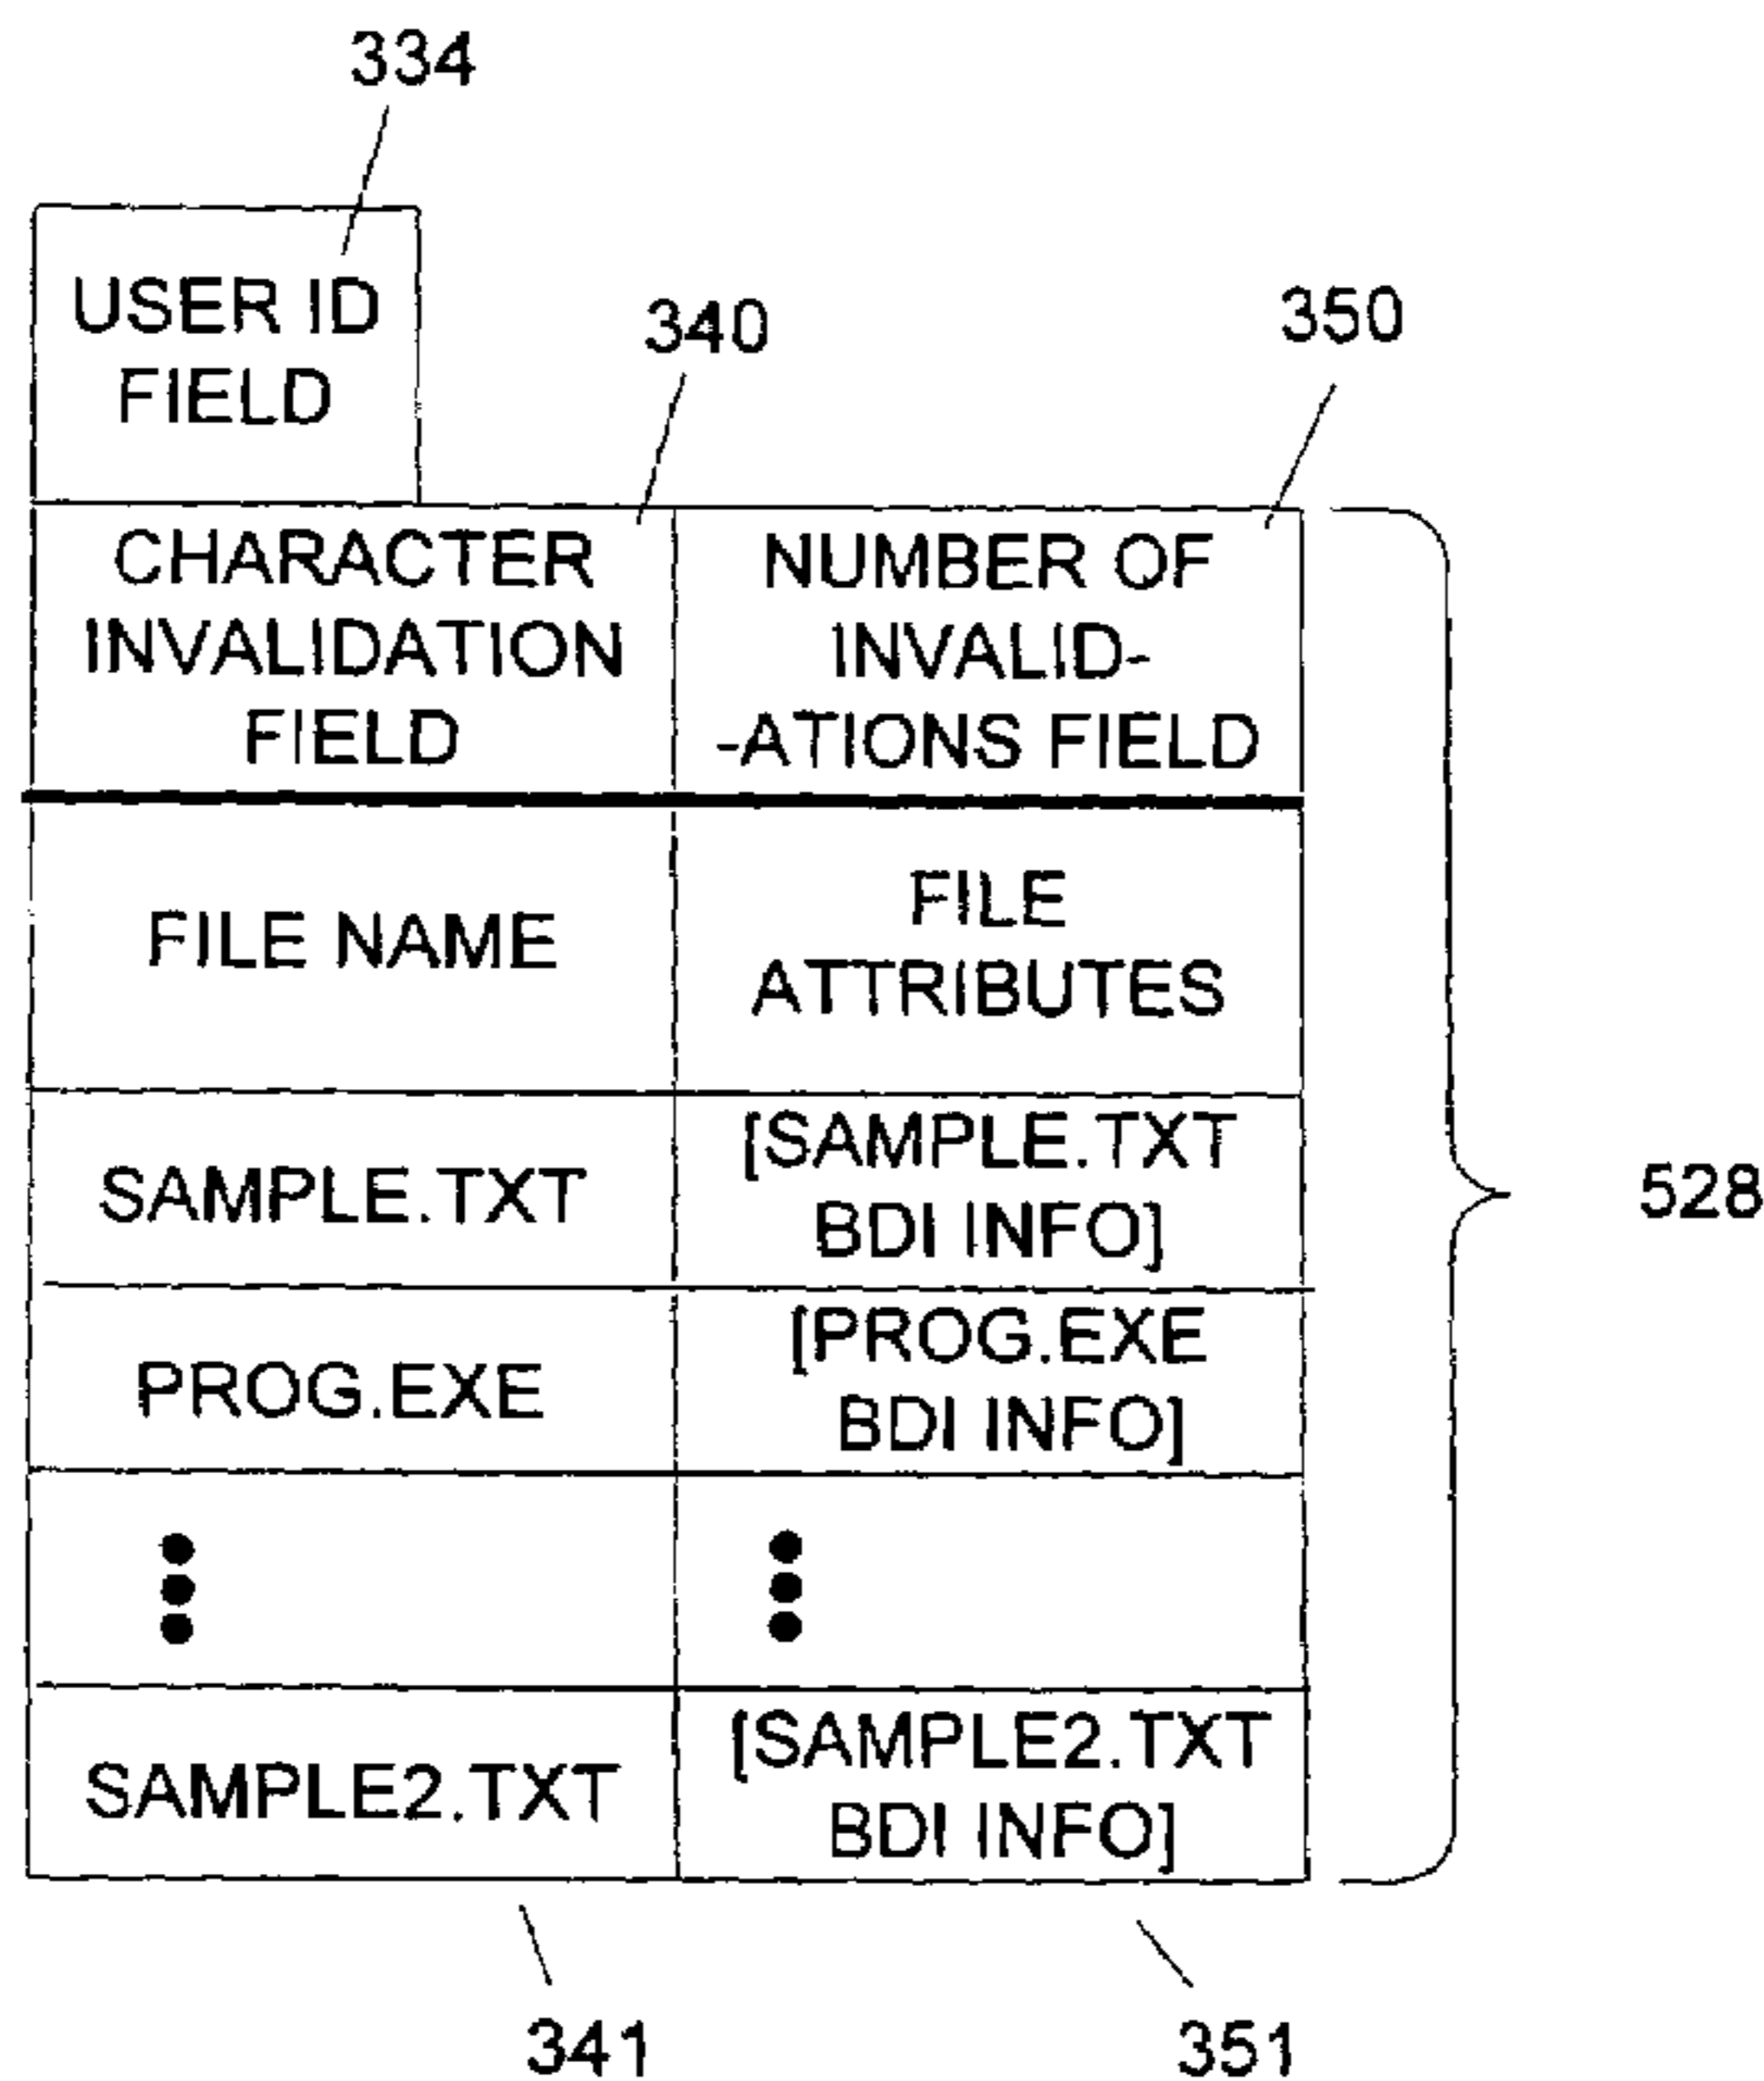 334
USER ID
FIELD
340
350
CHARACTER
INVALIDATION
FIELD
NUMBER OF
INVALID-
-ATIONS FIELD
FILE NAME
FILE
ATTRIBUTES
SAMPLE.TXT
[SAMPLE.TXT
BDI INFO]
PROG.EXE
[PROG.EXE
BDI INFO]
SAMPLE2.TXT
[SAMPLE2.TXT
BDI INFO]
528
341
351